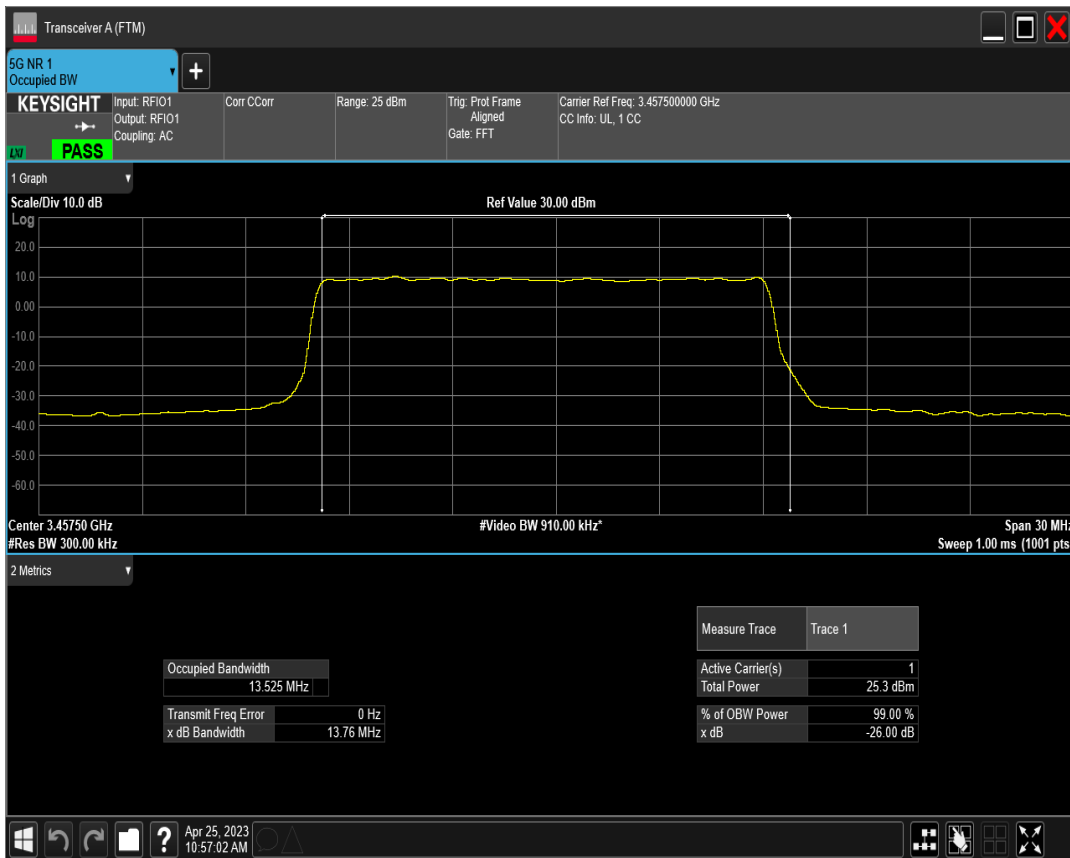 Transceiver A (FTM)
5G NR 1
Occupied BW
+
KEYSIGHT
LXI
PASS
Input: RFIO1
Output: RFIO1
Coupling: AC
Corr CCorr
Range: 25 dBm
Trig: Prot Frame
Aligned
Gate: FFT
Carrier Ref Freq: 3.457500000 GHz
CC Info: UL, 1 CC
1 Graph
Scale/Div 10.0 dB
Ref Value 30.00 dBm
Log
20.0
10.0
0.00
-10.0
-20.0
-30.0
-40.0
-50.0
-60.0
Center 3.45750 GHz
#Video BW 910.00 kHz*
Span 30 MHz
#Res BW 300.00 kHz
Sweep 1.00 ms (1001 pts
2 Metrics
Measure Trace Trace 1
Occupied Bandwidth
13.525 MHz
Active Carrier(s) 1
Total Power 25.3 dBm
Transmit Freq Error 0 Hz
x dB Bandwidth 13.76 MHz
% of OBW Power 99.00 %
x dB -26.00 dB
?
Apr 25, 2023
10:57:02 AM